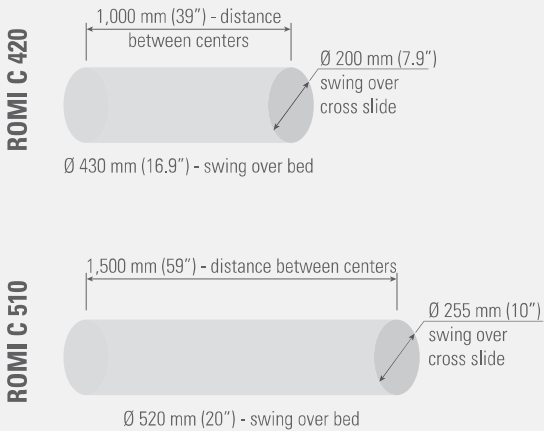 ROMI C 420
1,000 mm (39”) - distance
between centers
Ø 200 mm (7.9”)
swing over
cross slide
Ø 430 mm (16.9”) - swing over bed
ROMI C 510
1,500 mm (59”) - distance between centers
Ø 255 mm (10”)
swing over
cross slide
Ø 520 mm (20”) - swing over bed